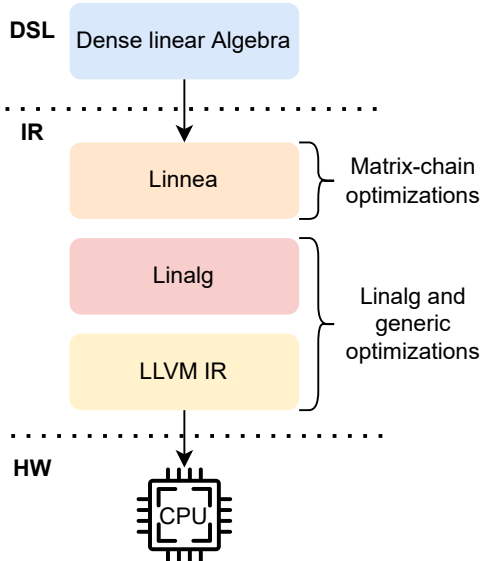 DSL
Dense linear Algebra
IR
Linnea
Matrix-chain
optimizations
Linalg
Linalg and
generic
optimizations
LLVM IR
HW
CPU